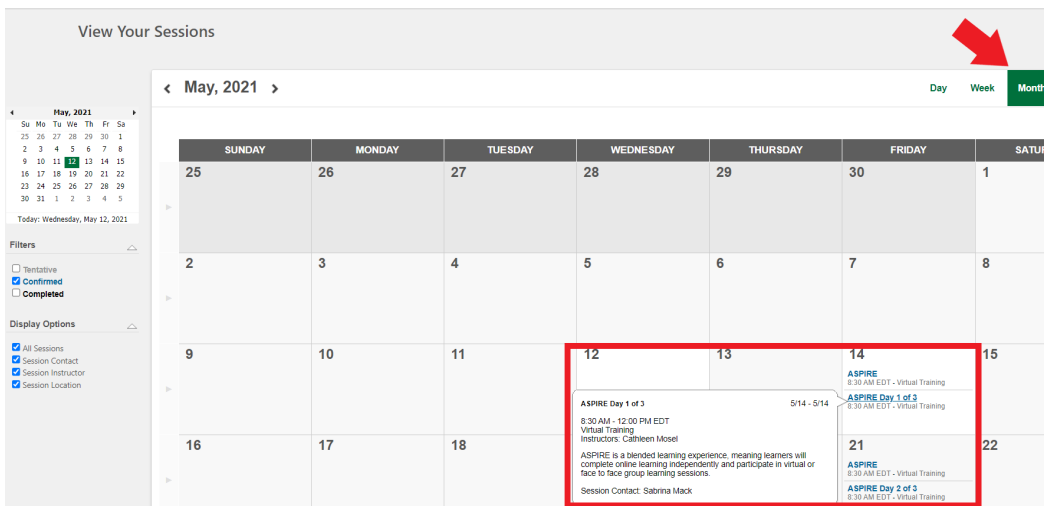 View Your Sessions
May, 2021
Day Week Month
May, 2021
Su Mo Tu We Th Fr Sa
25 26 27 28 29 30 1
2 3 4 5 6 7 8
9 10 11 12 13 14 15
16 17 18 19 20 21 22
23 24 25 26 27 28 29
30 31 1 2 3 4 5
Today: Wednesday, May 12, 2021
Filters
Tentative
Confirmed
Completed
Display Options
All Sessions
Session Contact
Session Instructor
Session Location
SUNDAY MONDAY TUESDAY WEDNESDAY THURSDAY FRIDAY SATUR
25 26 27 28 29 30 1
2 3 4 5 6 7 8
9 10 11 12 13 14 15
ASPIRE
8:30 AM EDT - Virtual Training
ASPIRE Day 1 of 3
8:30 AM EDT - Virtual Training
ASPIRE Day 1 of 3 5/14 - 5/14
8:30 AM - 12:00 PM EDT
Virtual Training
Instructors: Cathleen Mosel
ASPIRE is a blended learning experience, meaning learners will
complete online learning independently and participate in virtual or
face to face group learning sessions.
Session Contact: Sabrina Mack
16 17 18 21 22
ASPIRE
8:30 AM EDT - Virtual Training
ASPIRE Day 2 of 3
8:30 AM EDT - Virtual Training